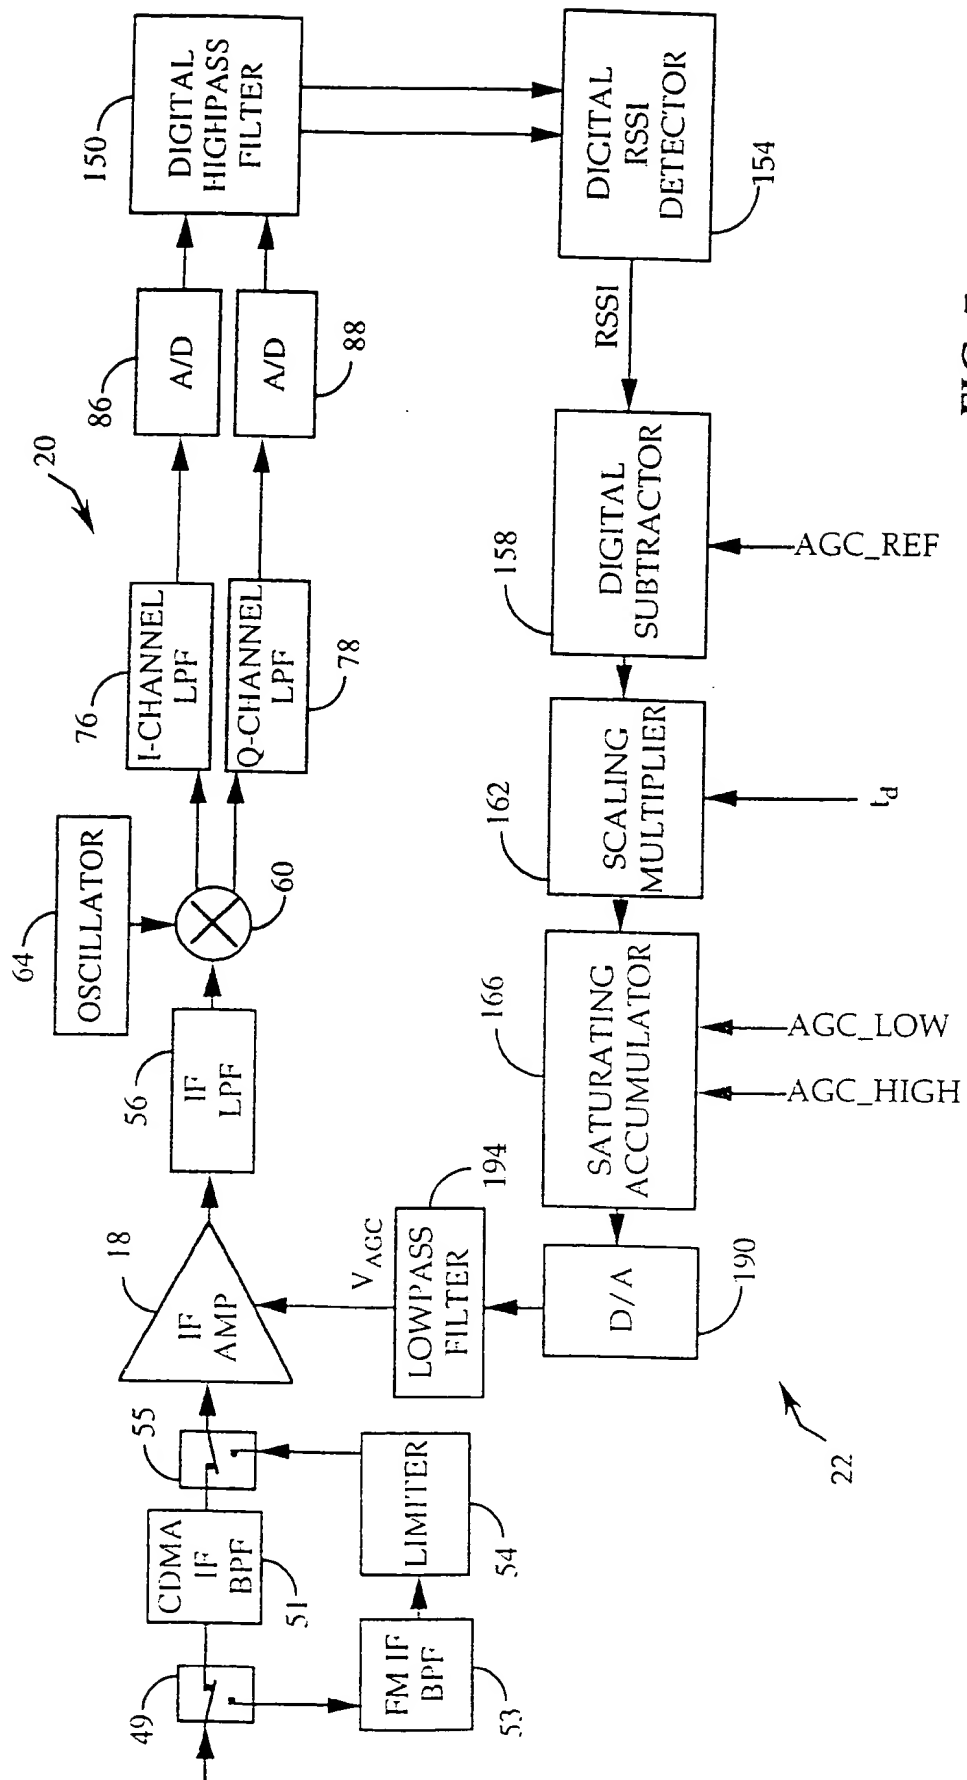 20
49
CDMA
IF
BPF
51
55
FM IF
BPF
53
LIMITER
54
18
IF
AMP
56
IF
LPF
64
OSCILLATOR
60
76
I-CHANNEL
LPF
Q-CHANNEL
LPF
78
86
A/D
A/D
88
150
DIGITAL
HIGHPASS
FILTER
DIGITAL
RSSI
DETECTOR
154
RSSI
158
DIGITAL
SUBTRACTOR
AGC_REF
162
SCALING
MULTIPLIER
t_d
166
SATURATING
ACCUMULATOR
AGC_LOW
AGC_HIGH
D/A
190
V_AGC
194
LOWPASS
FILTER
22